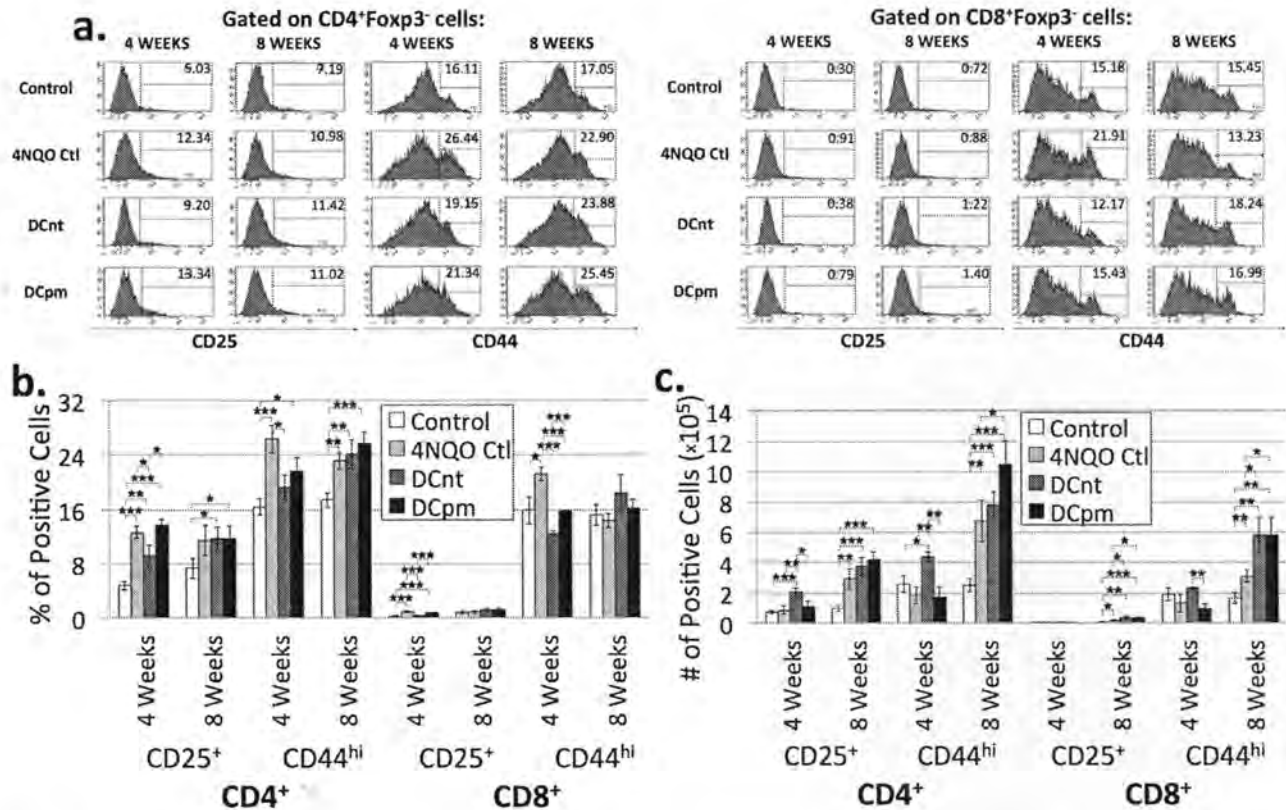 a.
Gated on CD4⁺Foxp3⁻ cells:
4 WEEKS 8 WEEKS 4 WEEKS 8 WEEKS
Control 5.03 7.19 16.11 17.05
4NQO Ctl 12.34 10.98 26.44 22.90
DCnt 9.20 11.42 19.15 23.88
DCpm 13.34 11.02 21.34 25.45
CD25 CD44
Gated on CD8⁺Foxp3⁻ cells:
4 WEEKS 8 WEEKS 4 WEEKS 8 WEEKS
Control 0:30 0:72 15.18 15.45
4NQO Ctl 0:91 0:88 21.91 13.23
DCnt 0:38 1:22 12.17 18.24
DCpm 0:79 1.40 15.43 16.99
CD25 CD44
b.
% of Positive Cells
32
24
16
8
0
Control
4NQO Ctl
DCnt
DCpm
4 Weeks 8 Weeks 4 Weeks 8 Weeks 4 Weeks 8 Weeks 4 Weeks 8 Weeks
CD25⁺ CD44ʰⁱ CD25⁺ CD44ʰⁱ
CD4⁺ CD8⁺
c.
# of Positive Cells (x10⁵)
14
12
10
8
6
4
2
0
Control
4NQO Ctl
DCnt
DCpm
4 Weeks 8 Weeks 4 Weeks 8 Weeks 4 Weeks 8 Weeks 4 Weeks 8 Weeks
CD25⁺ CD44ʰⁱ CD25⁺ CD44ʰⁱ
CD4⁺ CD8⁺